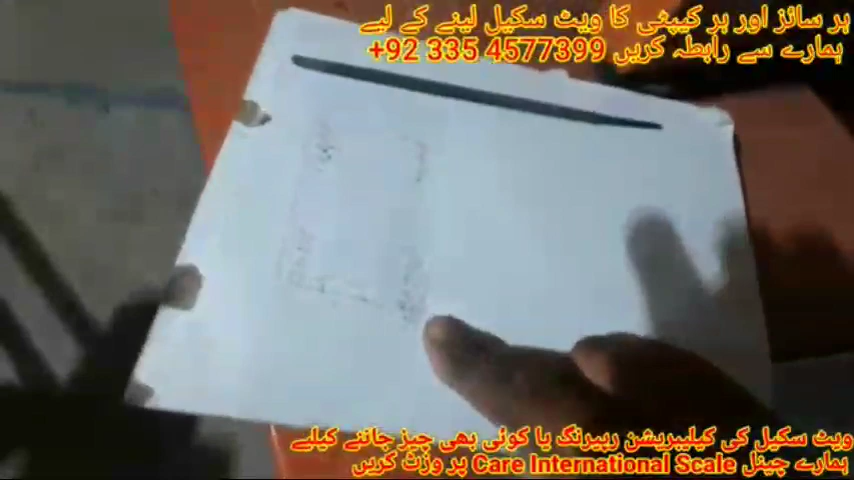 ہر سائز اور ہر کیپٹی کا ویٹ سکیل لینے کے لیے
ہمارے سے رابطہ کریں 4577399 335 92+
ویٹ سکیل کی کیلیبریشن ریپرنگ یا کوئی بھی چیز جاننے کیلیے
ہمارے چینل Care International Scale پر وزٹ کریں